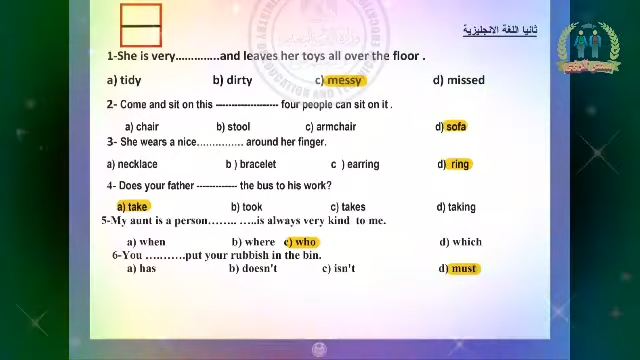 ثانيا اللغة الانجليزية
1-She is very..............and leaves her toys all over the floor .
a) tidy b) dirty c) messy d) missed
2- Come and sit on this -------------------- four people can sit on it .
a) chair b) stool c) armchair d) sofa
3- She wears a nice............... around her finger.
a) necklace b ) bracelet c ) earring d) ring
4- Does your father ------------- the bus to his work?
a) take b) took c) takes d) taking
5-My aunt is a person…….. …..is always very kind to me.
a) when b) where c) who d) which
6-You ………. put your rubbish in the bin.
a) has b) doesn't c) isn't d) must